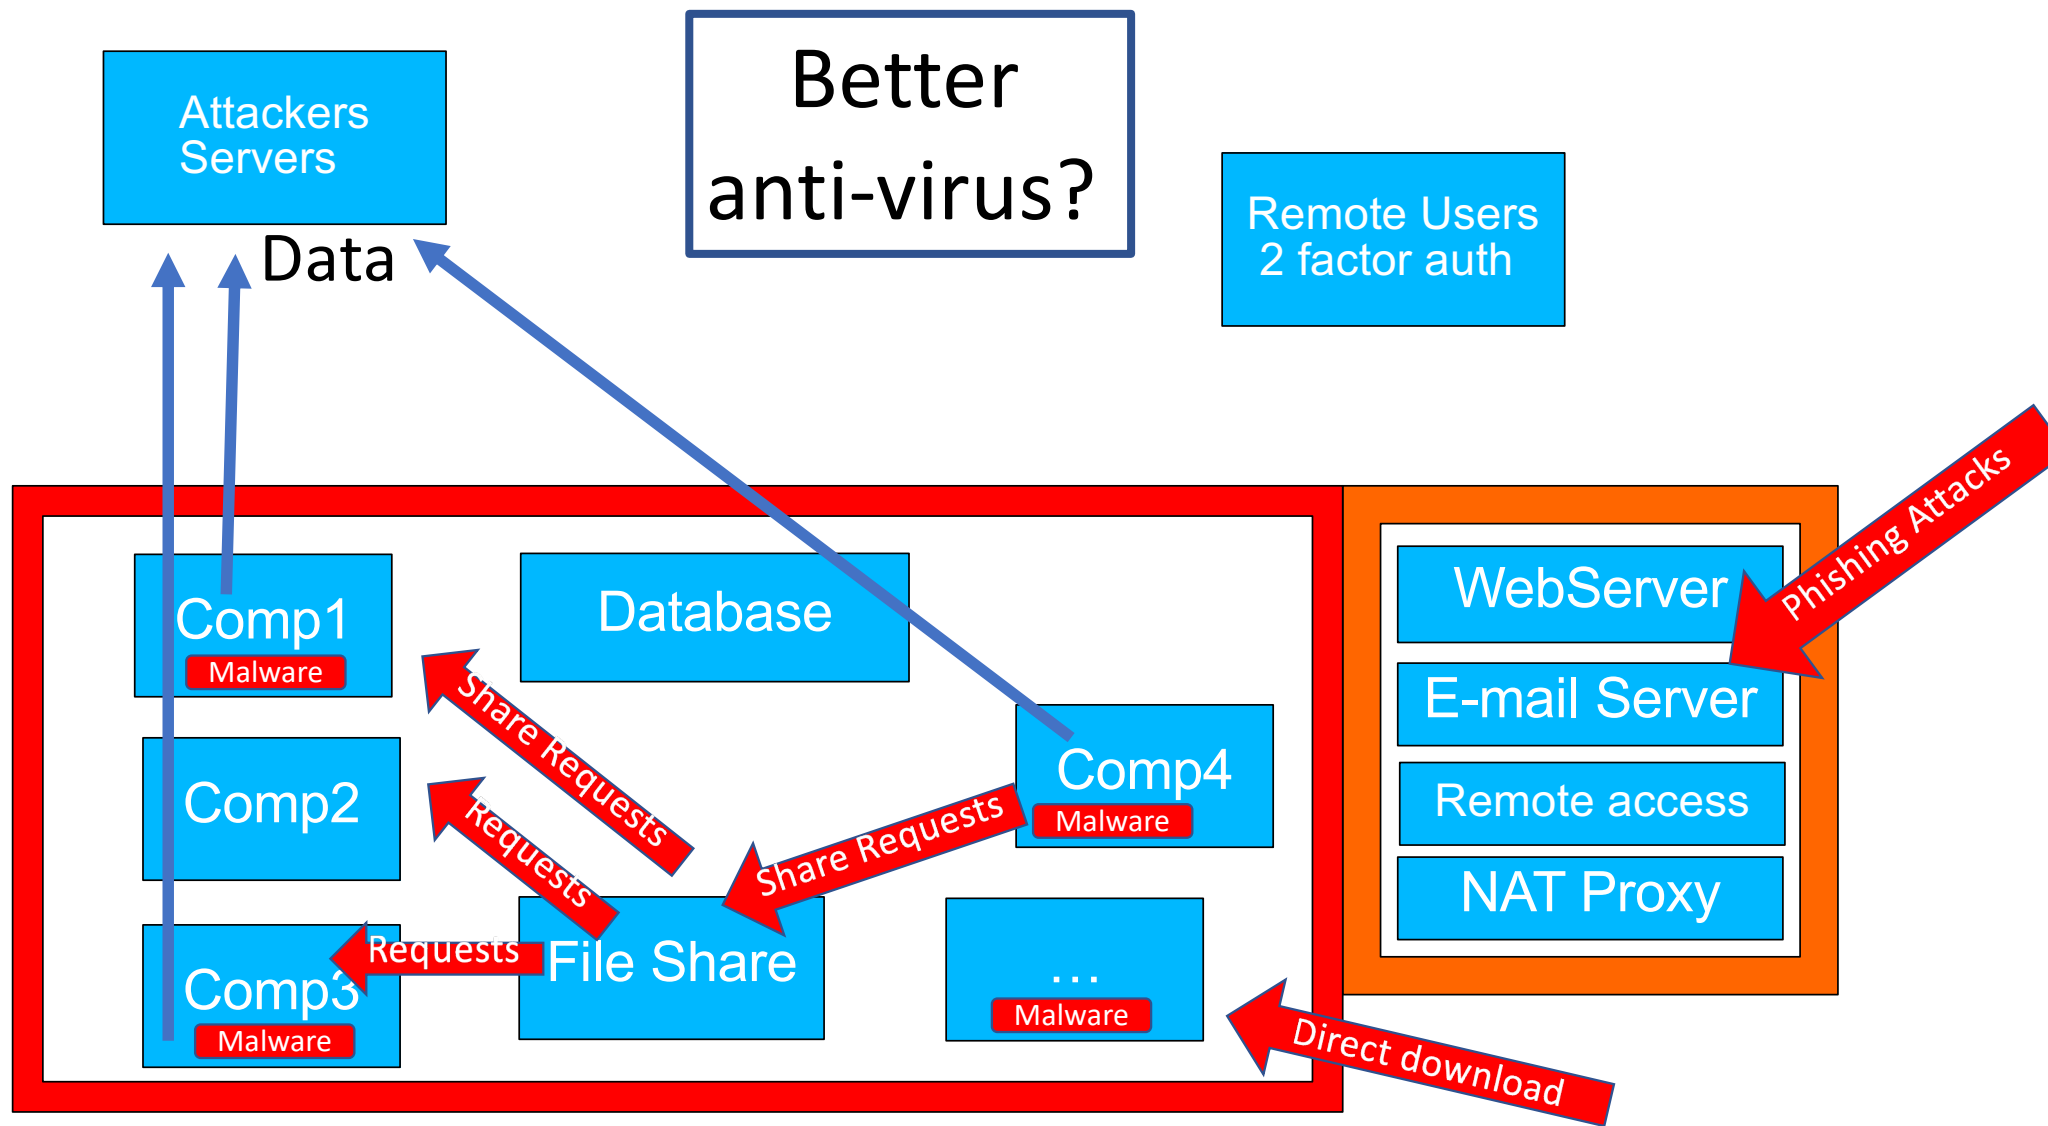 Better
anti-virus?
Attackers
Servers
Data
Remote Users
2 factor auth
Phishing Attacks
Comp1
Malware
Database
WebServer
E-mail Server
Share Requests
Comp2
Requests
Comp4
Malware
Share Requests
Remote access
NAT Proxy
Comp3
Malware
Requests
File Share
...
Malware
Direct download